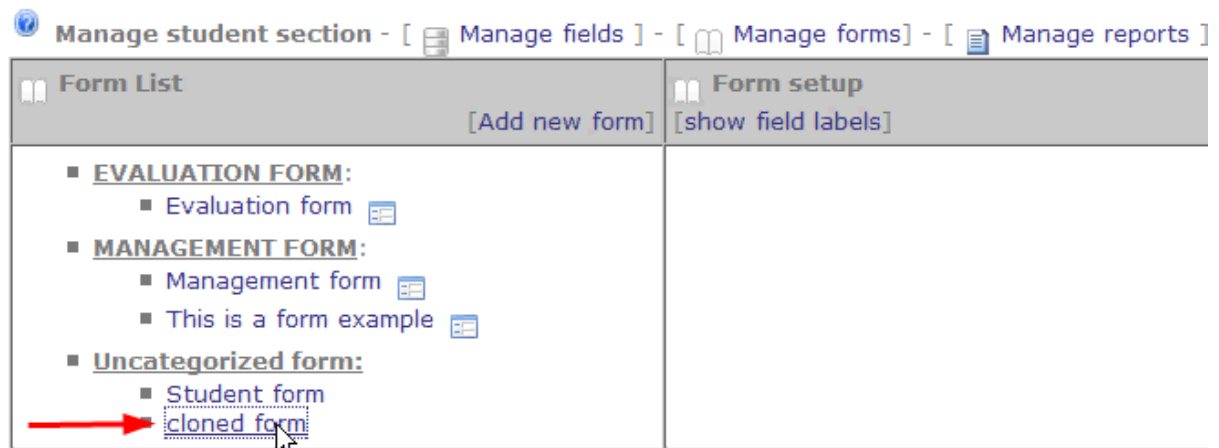 Manage student section - [ Manage fields ] - [ Manage forms] - [ Manage reports ]
Form List
[Add new form]
Form setup
[show field labels]
EVALUATION FORM:
Evaluation form
MANAGEMENT FORM:
Management form
This is a form example
Uncategorized form:
Student form
cloned form